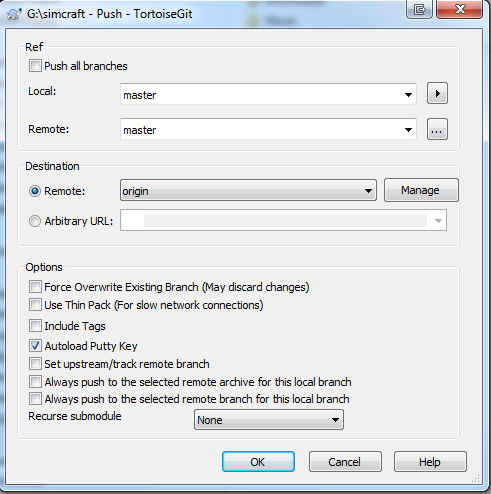 G:\simcraft - Push - TortoiseGit
Ref
Push all branches
Local:
master
Remote:
master
...
Destination
Remote:
origin
Manage
Arbitrary URL:
Options
Force Overwrite Existing Branch (May discard changes)
Use Thin Pack (For slow network connections)
Include Tags
Autoload Putty Key
Set upstream/track remote branch
Always push to the selected remote archive for this local branch
Always push to the selected remote branch for this local branch
Recurse submodule
None
OK
Cancel
Help